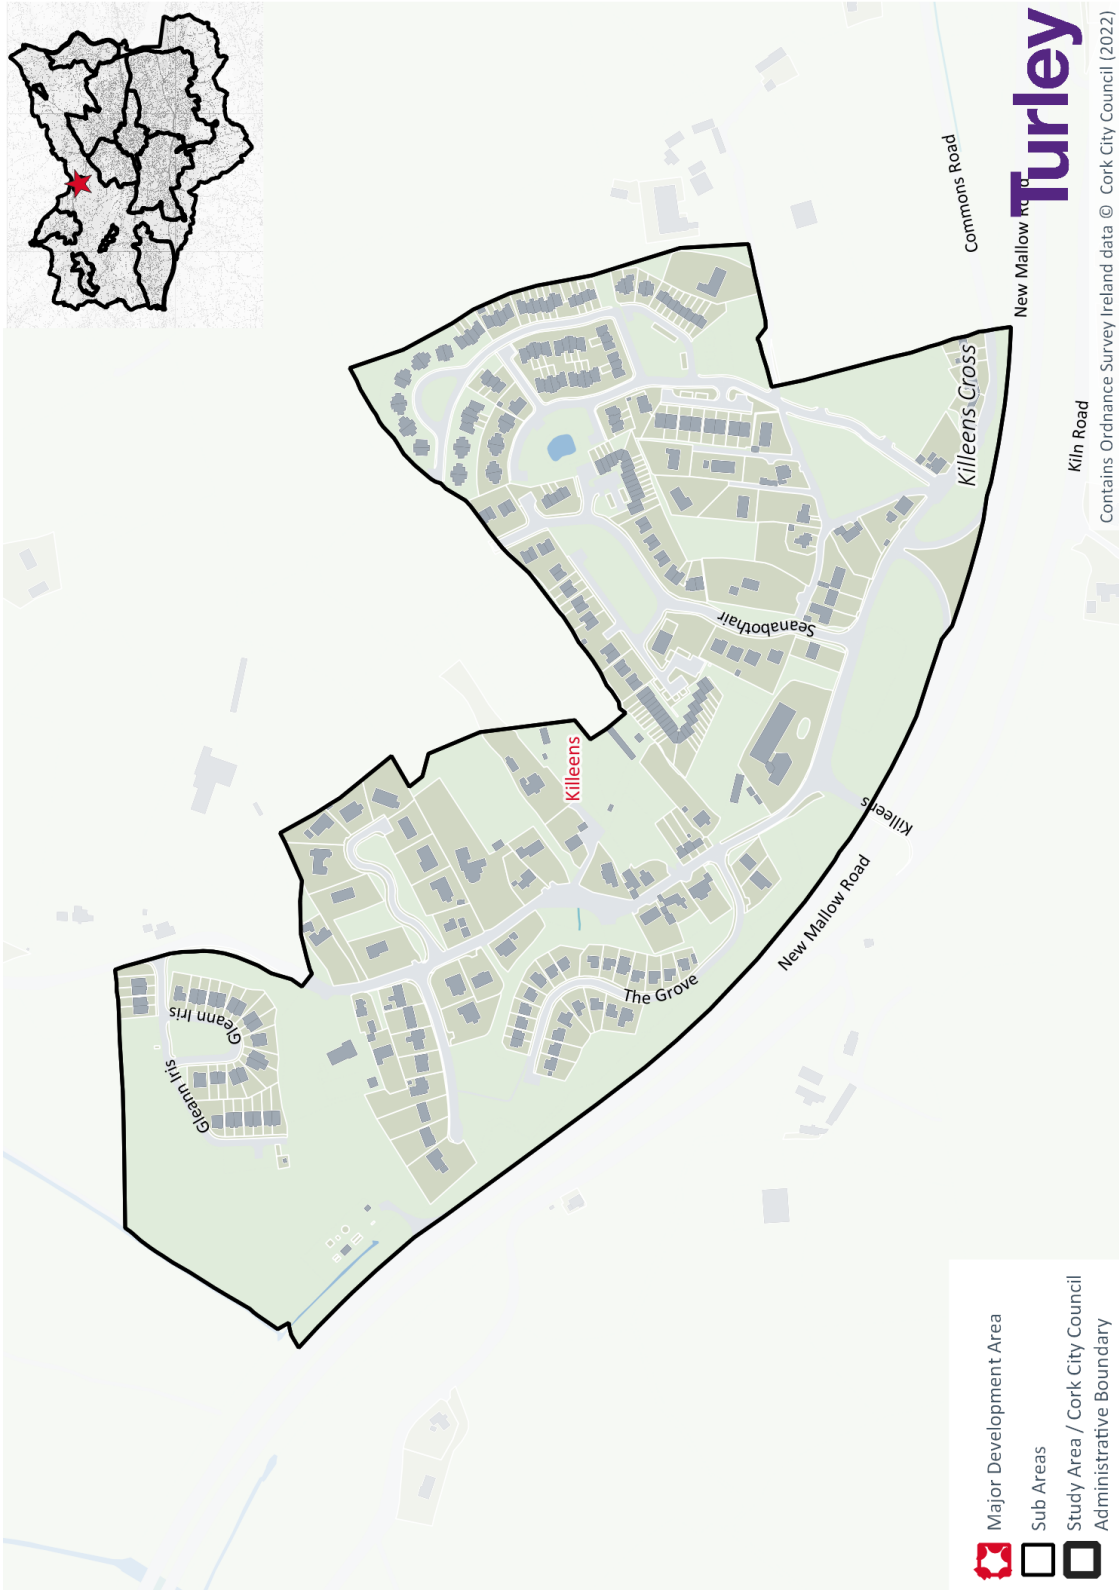 Gleann Iris
Gleann Iris
The Grove
Killeens
Seanabothair
Killeens
New Mallow Road
Killeens Cross
Commons Road
New Mallow Road
Kiln Road
Major Development Area
Sub Areas
Study Area / Cork City Council
Administrative Boundary
Turley
Contains Ordnance Survey Ireland data © Cork City Council (2022)